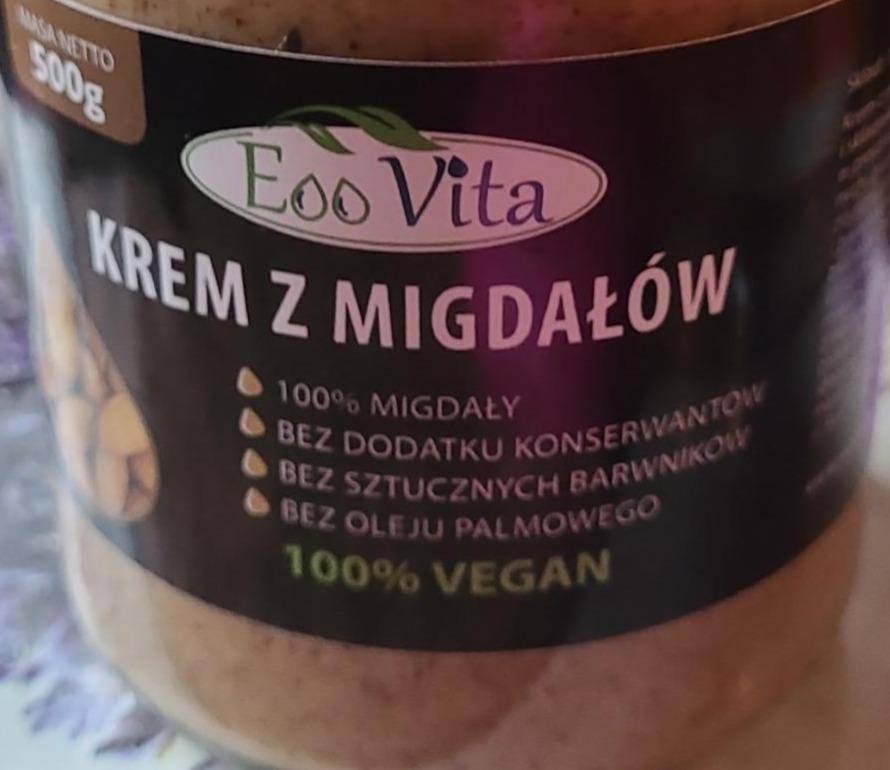 MASA NETTO
500g
Eoo Vita
KREM Z MIGDAŁÓW
100% MIGDAŁY
BEZ DODATKU KONSERWANTÓW
BEZ SZTUCZNYCH BARWNIKÓW
BEZ OLEJU PALMOWEGO
100% VEGAN